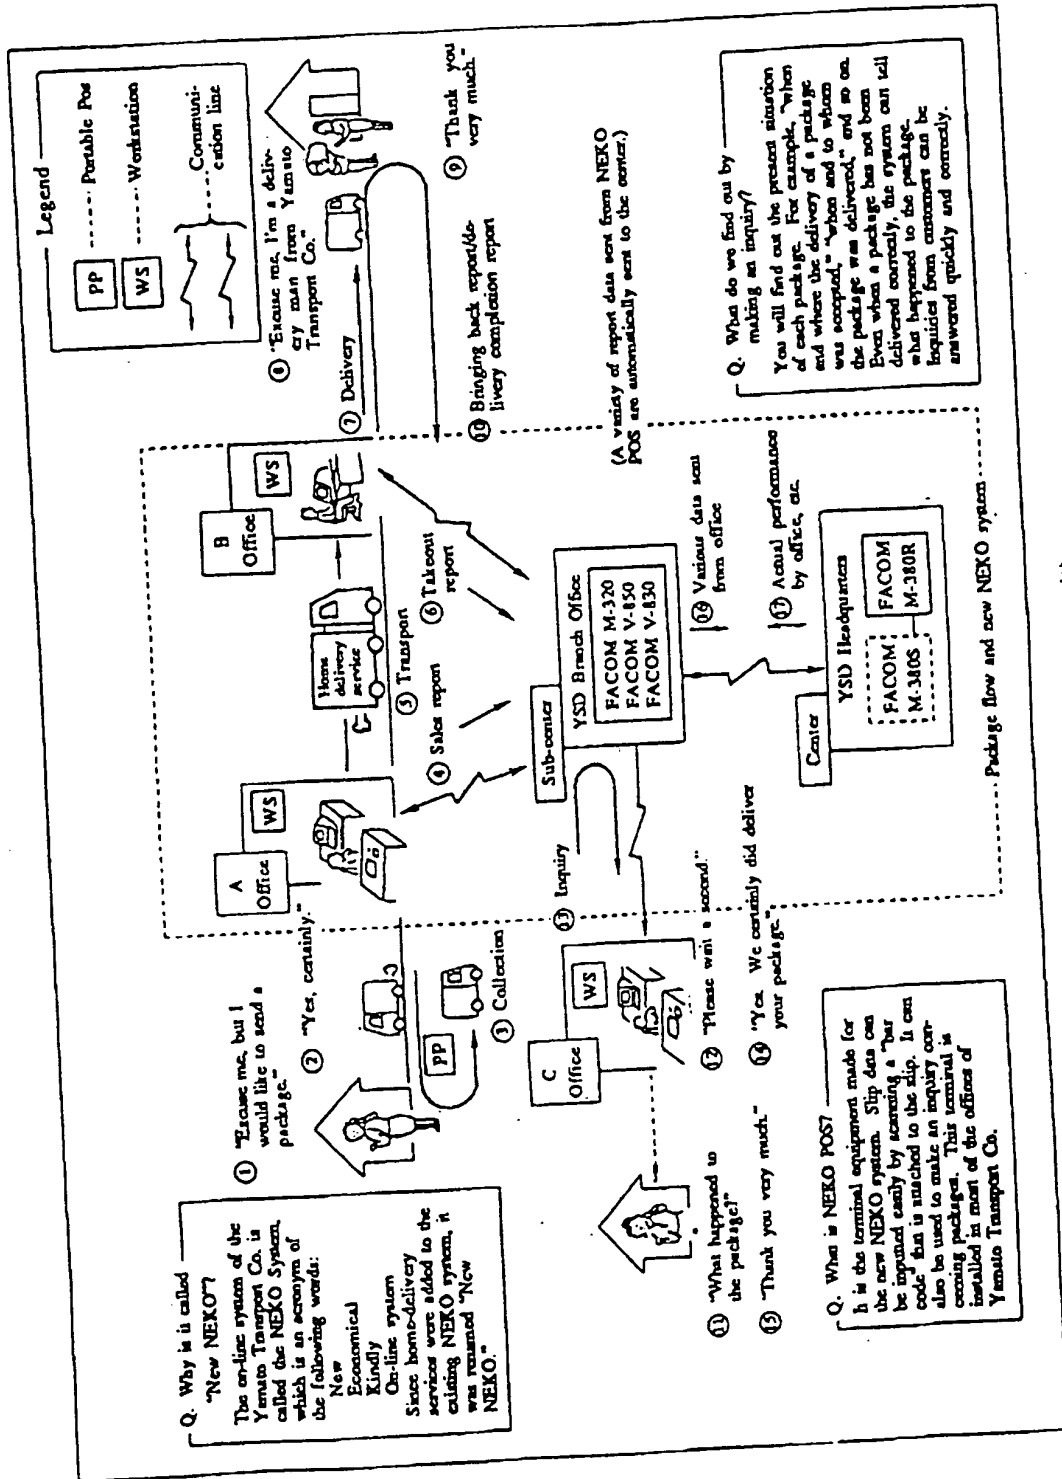 Q. Why is it called
"New NEKO"?
The on-line system of the
Yamato Transport Co. is
called the NEKO System,
which is an acronym of
the following words:
New
Economical
Kindly
On-line system
Since home-delivery
services were added to the
existing NEKO system, it
was renamed "New
NEKO."
Legend
PP
Portable Pos
WS
Workstation
Communi-
cation line
① "Excuse me, but I
would like to send a
package."
② "Yes, certainly."
PP
③ Collection
A
Office
WS
④ Sales report
Home
delivery
service
⑤ Transport
⑥ Takeout
report
B
Office
WS
⑦ Delivery
⑧ "Excuse me, I'm a deliv-
ery man from Yamato
Transport Co."
⑨ "Thank you
very much."
⑩ Bringing back report/de-
livery completion report
(A variety of report data sent from NEKO
POS are automatically sent to the center.)
Sub-center
YSD Branch Office
FACOM M-320
FACOM V-850
FACOM V-830
⑪ "What happened to
the package?"
C
Office
WS
⑫ "Please wait a second."
⑬ Inquiry
⑭ "Yes. We certainly did deliver
your package."
⑮ "Thank you very much."
⑯ Various data sent
from office
⑰ Actual performance
by office, etc.
Center
YSD Headquarters
FACOM
M-380S
FACOM
M-380R
Package flow and new NEKO system
Q. What is NEKO POS?
It is the terminal equipment made for
the new NEKO system. Slip data can
be inputted easily by scanning a "bar
code" that is attached to the slip. It can
also be used to make an inquiry con-
cerning packages. This terminal is
installed in most of the offices of
Yamato Transport Co.
Q. What do we find out by
making an inquiry?
You will find out the present situation
of each package. For example, "when
and where the delivery of a package
was accepted," "when and to whom
the package was delivered," and so on.
Even when a package has not been
delivered correctly, the system can tell
what happened to the package.
Inquiries from customers can be
answered quickly and correctly.